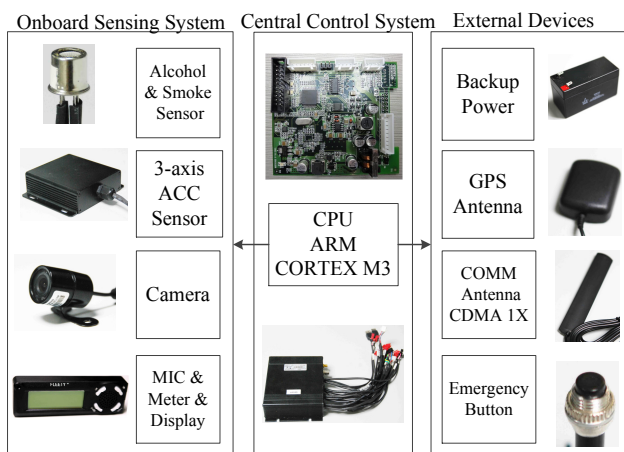 Onboard Sensing System
Central Control System
External Devices
Alcohol
& Smoke
Sensor
3-axis
ACC
Sensor
Camera
MIC &
Meter &
Display
CPU
ARM
CORTEX M3
Backup
Power
GPS
Antenna
COMM
Antenna
CDMA 1X
Emergency
Button